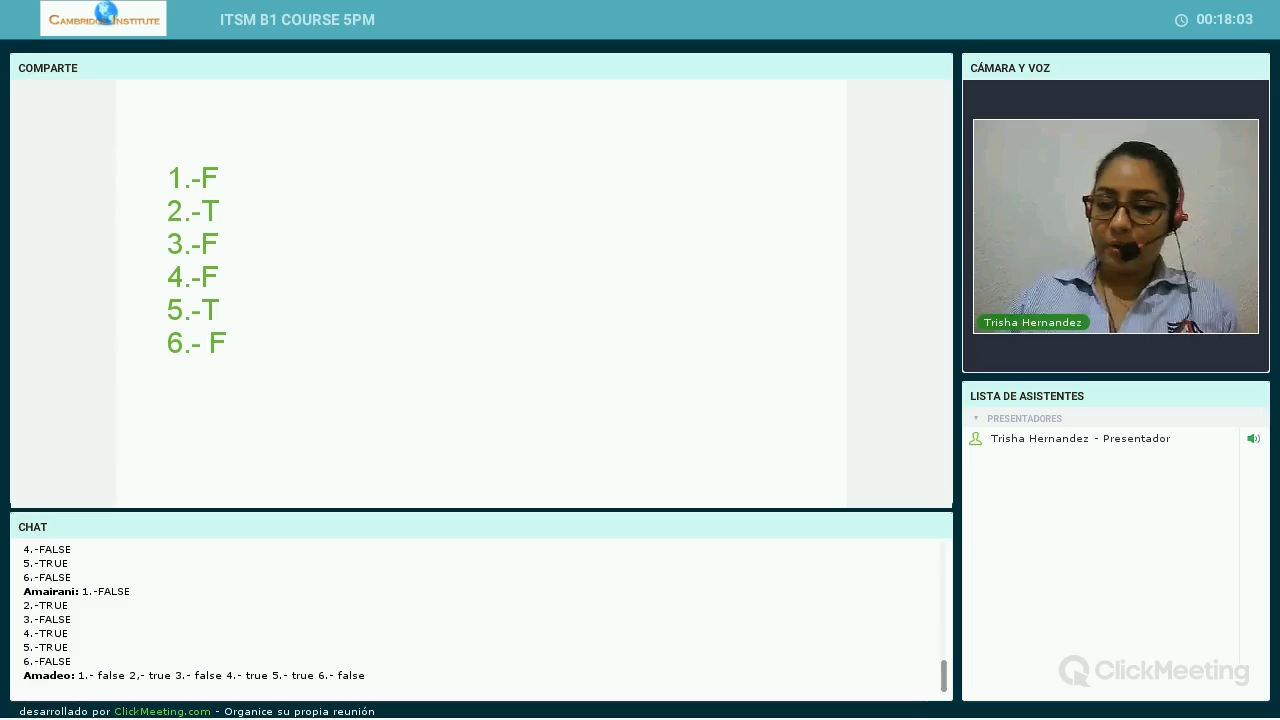 CAMBRIDGE INSTITUTE
ITSM B1 COURSE 5PM
00:18:03
COMPARTE
1.-F
2.-T
3.-F
4.-F
5.-T
6.- F
CÁMARA Y VOZ
Trisha Hernandez
LISTA DE ASISTENTES
PRESENTADORES
Trisha Hernandez - Presentador
CHAT
4.-FALSE
5.-TRUE
6.-FALSE
Amairani: 1.-FALSE
2.-TRUE
3.-FALSE
4.-TRUE
5.-TRUE
6.-FALSE
Amadeo: 1.- false 2,- true 3.- false 4.- true 5.- true 6.- false
ClickMeeting
desarrollado por ClickMeeting.com - Organice su propia reunión